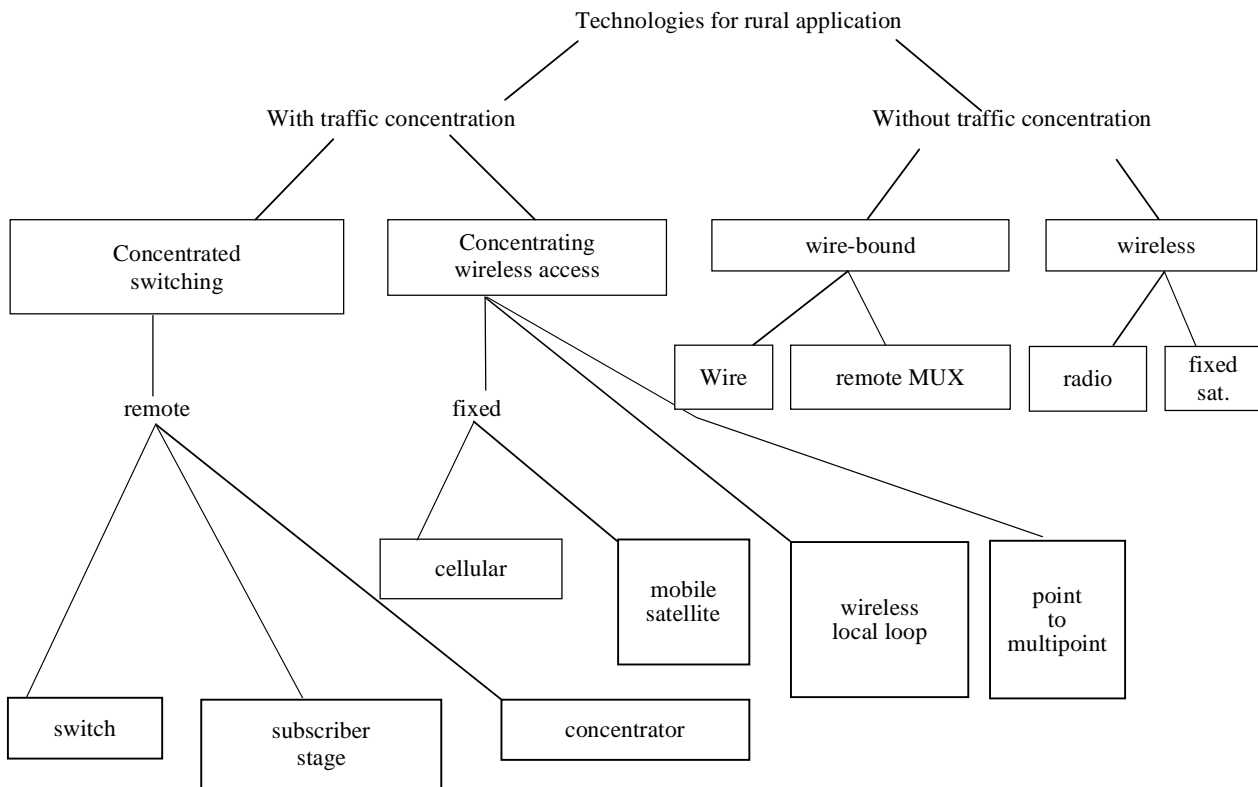 Technologies for rural application
With traffic concentration
Without traffic concentration
Concentrated
switching
Concentrating
wireless access
wire-bound
wireless
Wire
remote MUX
radio
fixed
sat.
remote
fixed
cellular
mobile
satellite
wireless
local loop
point
to
multipoint
switch
subscriber
stage
concentrator